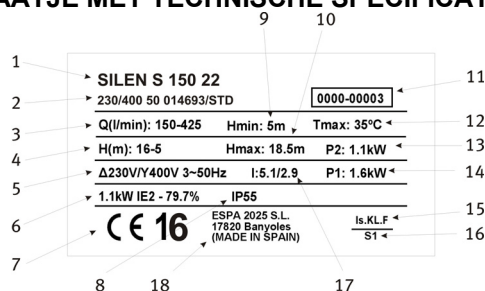 AATJE MET TECHNISCHE SPECIFICAT
9 10
1 SILEN S 150 22 11
2 230/400 50 014693/STD 0000-00003
3 Q(l/min): 150-425 Hmin: 5m Tmax: 35ºC 12
4 H(m): 16-5 Hmax: 18.5m P2: 1.1kW 13
5 Δ230V/Y400V 3~50Hz I:5.1/2.9 P1: 1.6kW 14
6 1.1kW IE2 - 79.7% IP55
7 CE 16 ESPA 2025 S.L. Is.KL.F 15
17820 Banyoles
(MADE IN SPAIN) S1 16
8 18 17